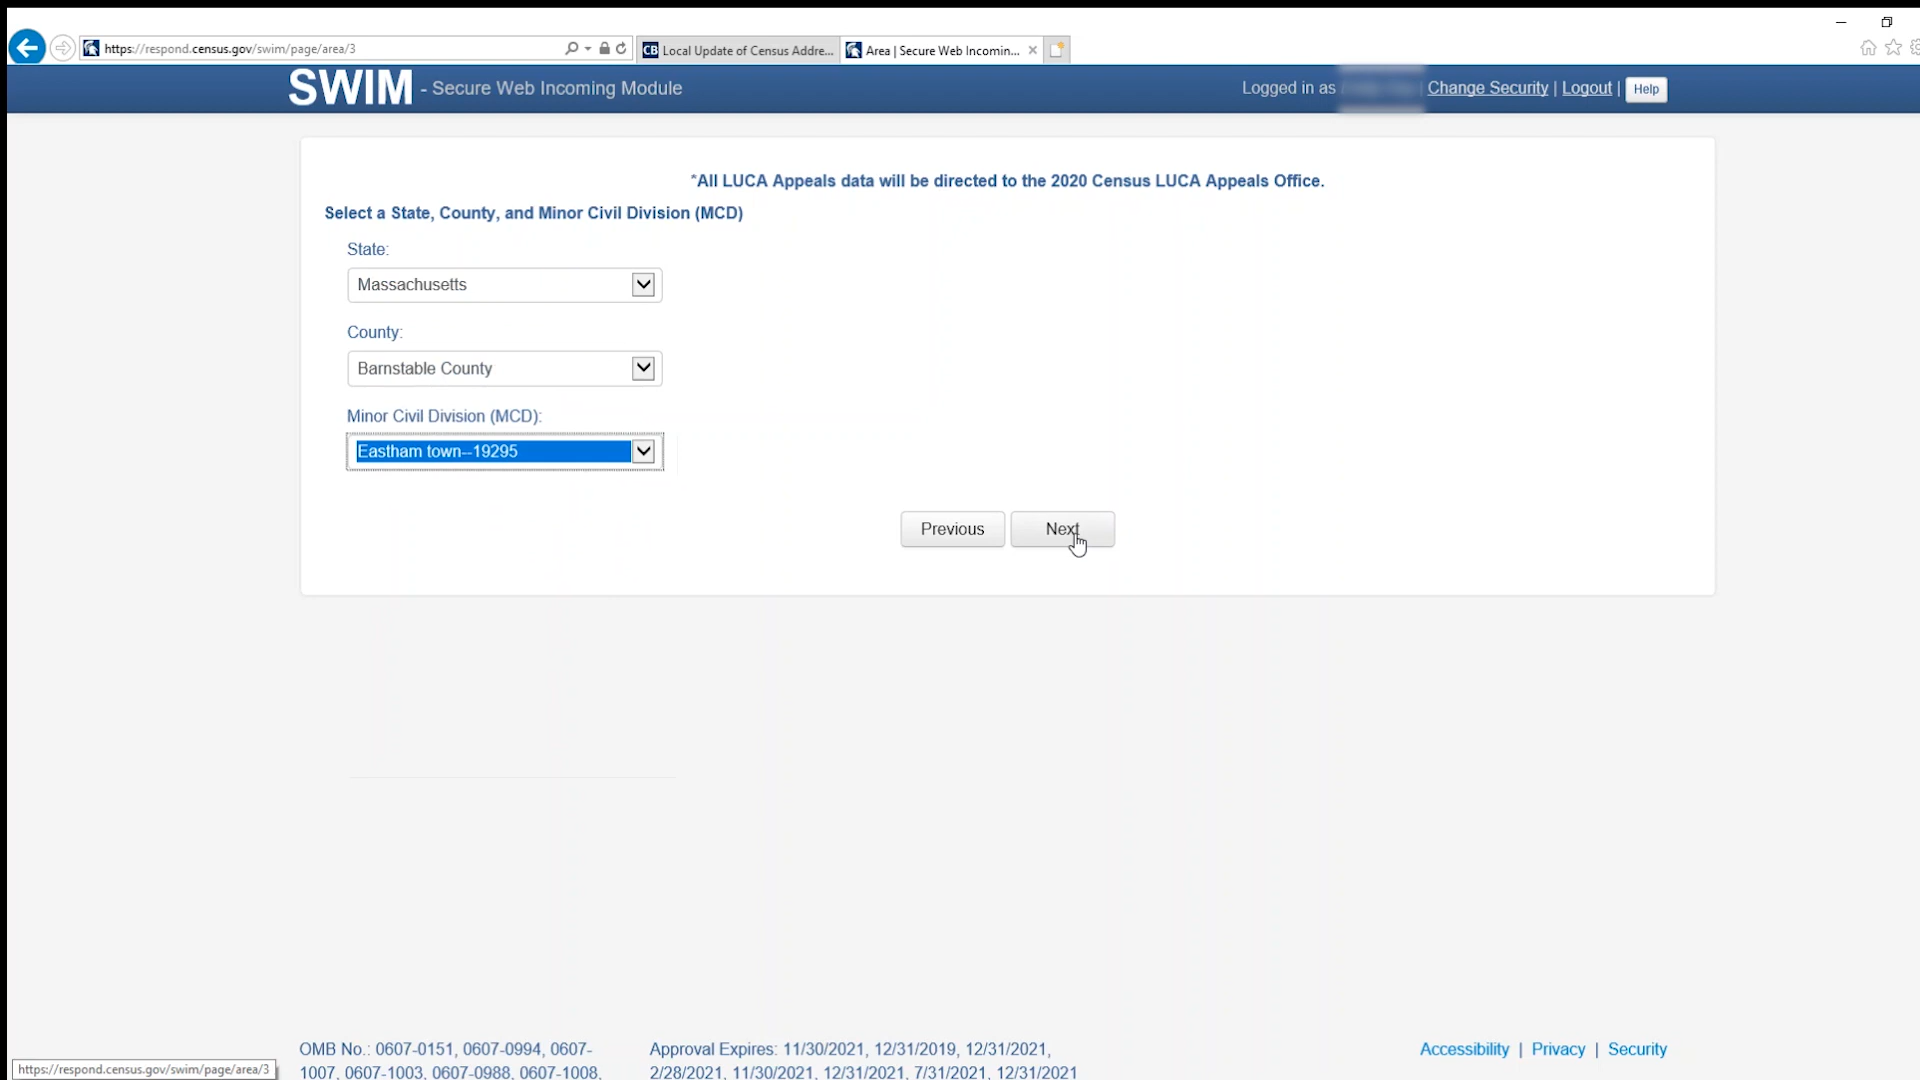 https://respond.census.gov/swim/page/area/3
CB Local Update of Census Addre...
Area | Secure Web Incomin...
SWIM - Secure Web Incoming Module
Logged in as
Change Security | Logout |
Help
*All LUCA Appeals data will be directed to the 2020 Census LUCA Appeals Office.
Select a State, County, and Minor Civil Division (MCD)
State:
Massachusetts
County:
Barnstable County
Minor Civil Division (MCD):
Eastham town--19295
Previous
Next
OMB No.: 0607-0151, 0607-0994, 0607-
1007, 0607-1003, 0607-0988, 0607-1008,
Approval Expires: 11/30/2021, 12/31/2019, 12/31/2021,
2/28/2021, 11/30/2021, 12/31/2021, 7/31/2021, 12/31/2021
Accessibility | Privacy | Security
https://respond.census.gov/swim/page/area/3